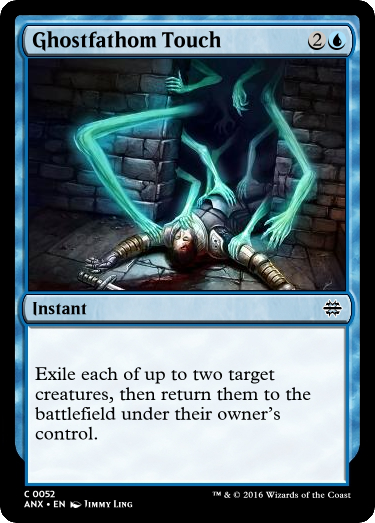 Ghostfathom Touch 2
Instant
Exile each of up to two target
creatures, then return them to the
battlefield under their owner's
control.
C 0052
ANX • EN Jimmy Ling
™ & © 2016 Wizards of the Coast